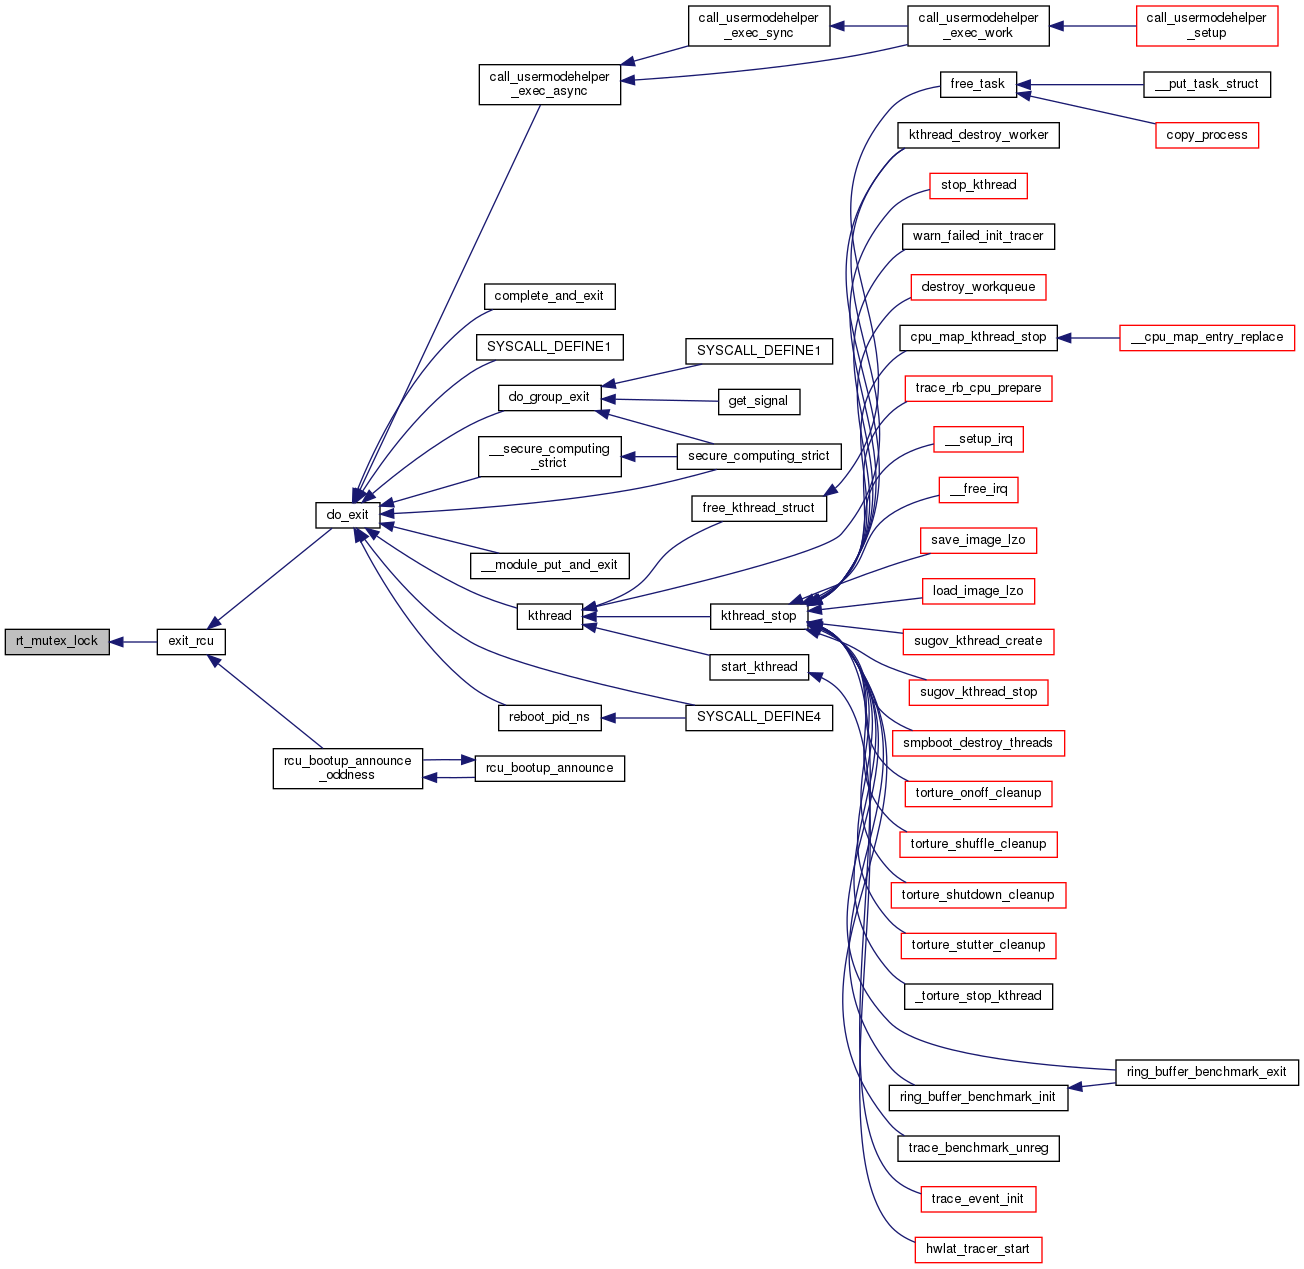 call_usermodehelper
_exec_sync
call_usermodehelper
_exec_work
call_usermodehelper
_setup
call_usermodehelper
_exec_async
free_task
__put_task_struct
copy_process
kthread_destroy_worker
stop_kthread
warn_failed_init_tracer
destroy_workqueue
complete_and_exit
SYSCALL_DEFINE1
SYSCALL_DEFINE1
cpu_map_kthread_stop
__cpu_map_entry_replace
do_group_exit
get_signal
trace_rb_cpu_prepare
__secure_computing
_strict
secure_computing_strict
__setup_irq
do_exit
free_kthread_struct
__free_irq
__module_put_and_exit
save_image_lzo
load_image_lzo
kthread
kthread_stop
rt_mutex_lock
exit_rcu
sugov_kthread_create
start_kthread
sugov_kthread_stop
reboot_pid_ns
SYSCALL_DEFINE4
smpboot_destroy_threads
rcu_bootup_announce
_oddness
rcu_bootup_announce
torture_onoff_cleanup
torture_shuffle_cleanup
torture_shutdown_cleanup
torture_stutter_cleanup
_torture_stop_kthread
ring_buffer_benchmark_exit
ring_buffer_benchmark_init
trace_benchmark_unreg
trace_event_init
hwlat_tracer_start